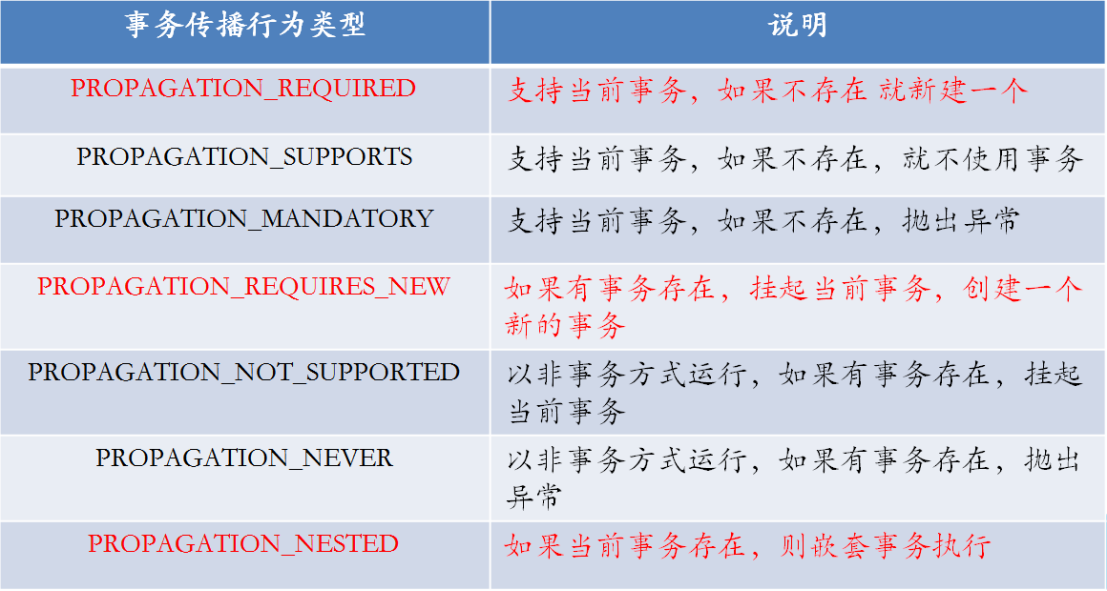 事务传播行为类型 说明
PROPAGATION_REQUIRED 支持当前事务，如果不存在 就新建一个
PROPAGATION_SUPPORTS 支持当前事务，如果不存在，就不使用事务
PROPAGATION_MANDATORY 支持当前事务，如果不存在，抛出异常
PROPAGATION_REQUIRES_NEW 如果有事务存在，挂起当前事务，创建一个
新的事务
PROPAGATION_NOT_SUPPORTED 以非事务方式运行，如果有事务存在，挂起
当前事务
PROPAGATION_NEVER 以非事务方式运行，如果有事务存在，抛出
异常
PROPAGATION_NESTED 如果当前事务存在，则嵌套事务执行